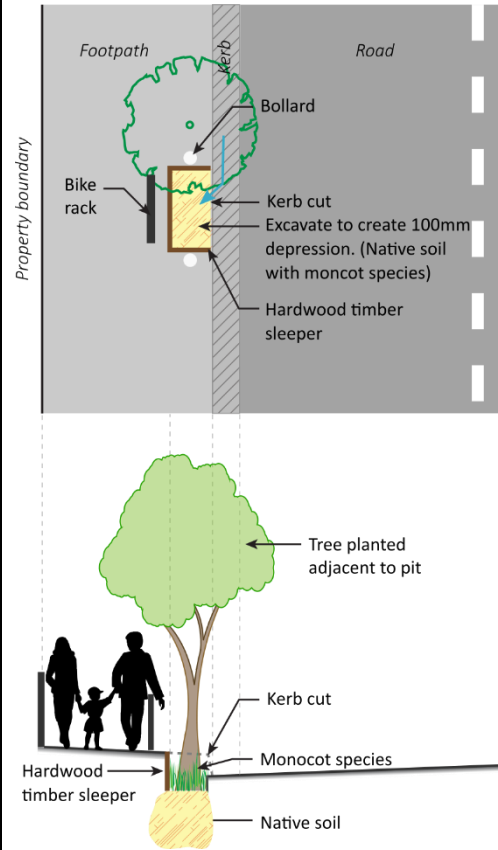 Footpath
Kerb
Road
Bollard
Bike
rack
Property boundary
Kerb cut
Excavate to create 100mm
depression. (Native soil
with moncot species)
Hardwood timber
sleeper
Tree planted
adjacent to pit
Kerb cut
Monocot species
Hardwood
timber sleeper
Native soil